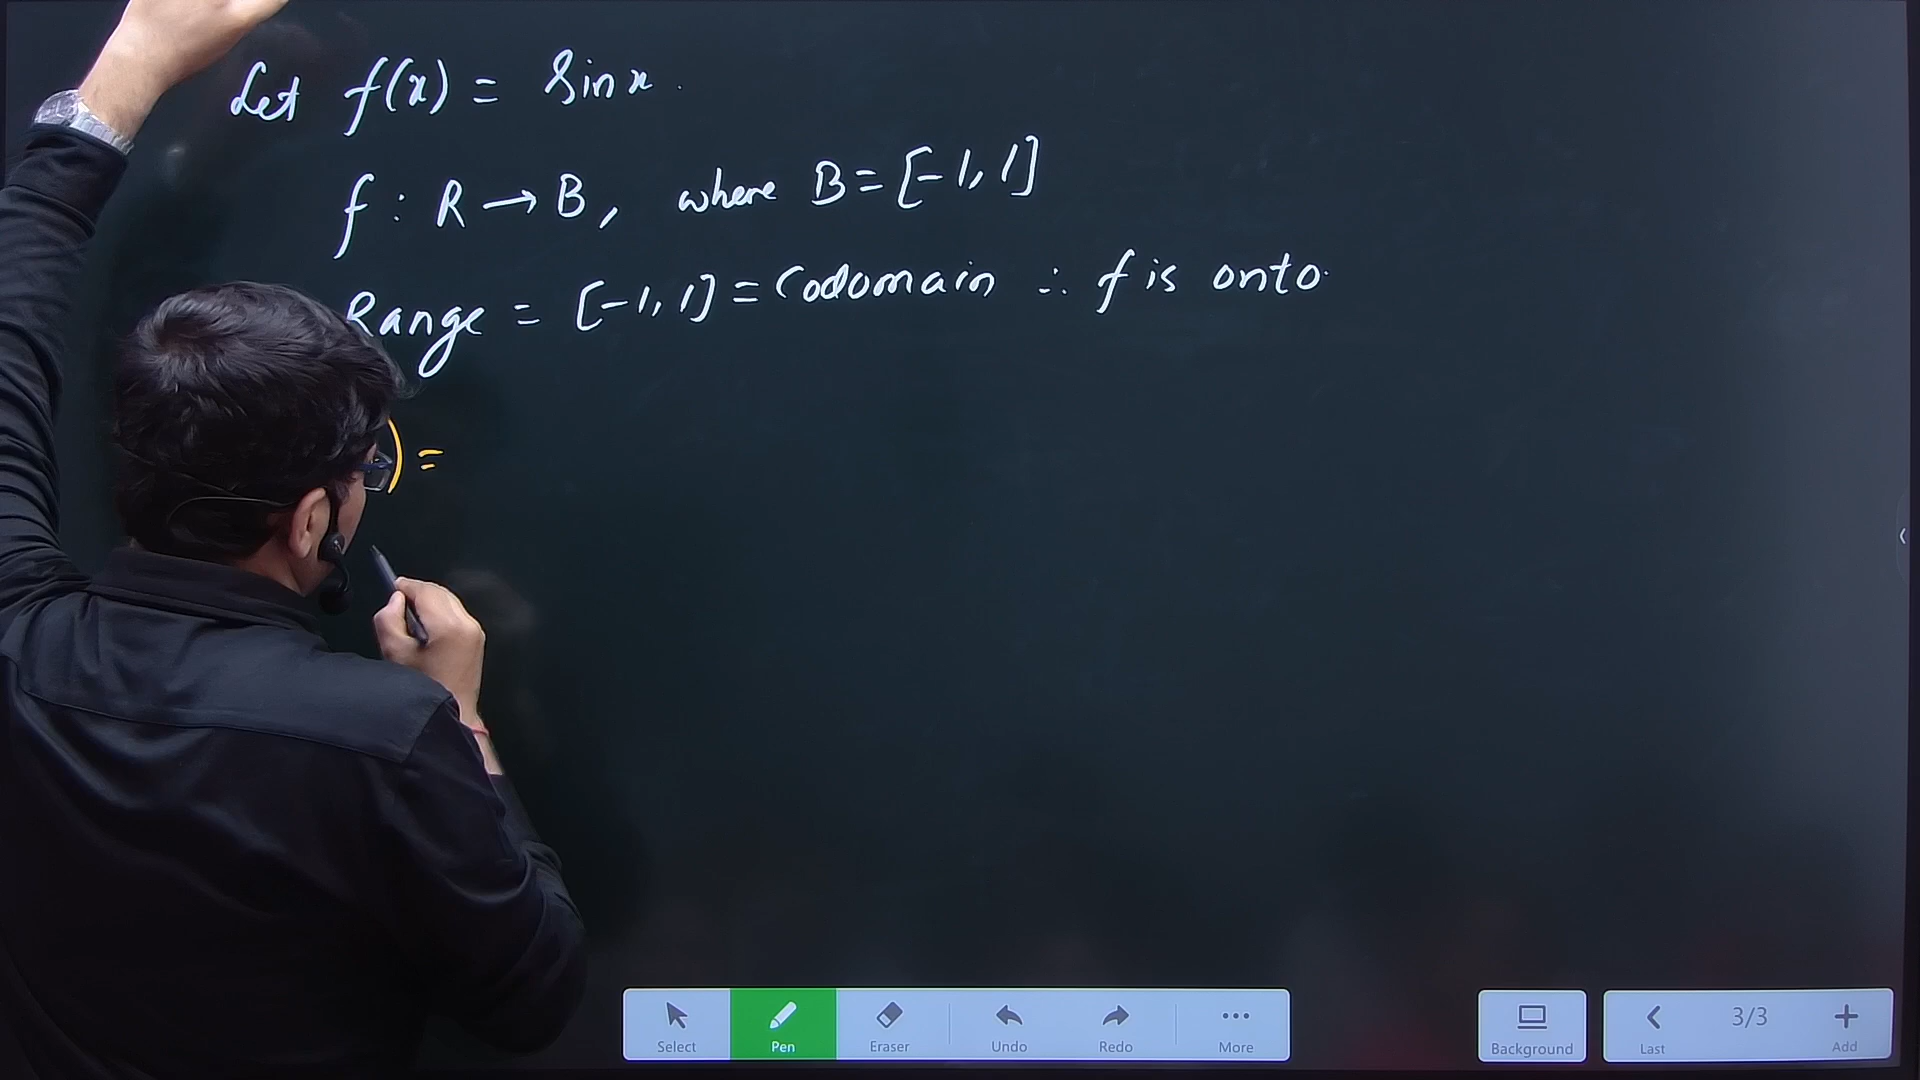 Let f(x) = Sin x.
f : R → B, where B = [-1, 1]
Range = [-1, 1] = Codomain ∴ f is onto.
) =
Select
Pen
Eraser
Undo
Redo
More
Background
Last
3/3
Add